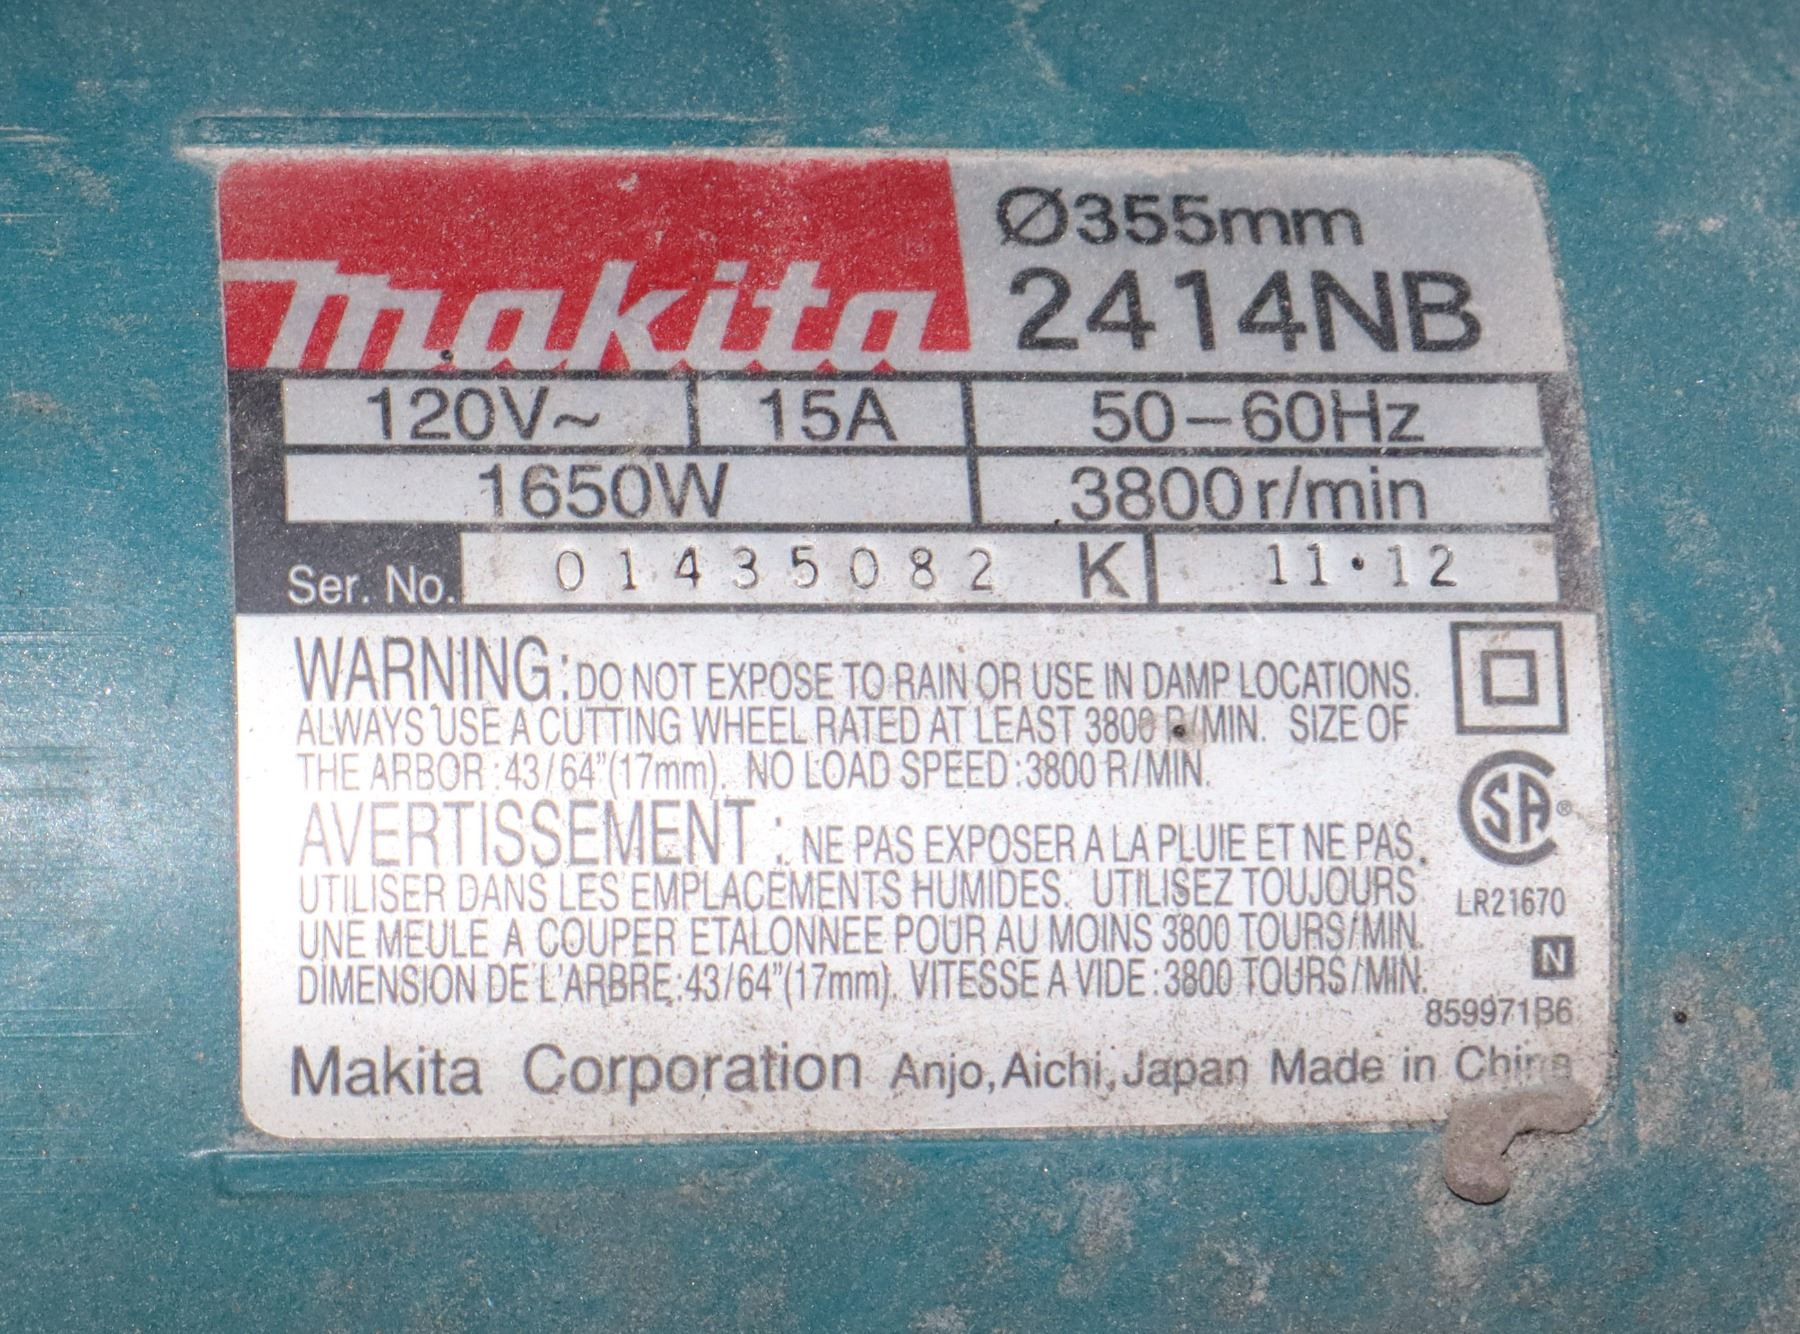 makita
Ø355mm
2414NB
120V~ 15A 50-60Hz
1650W 3800r/min
Ser. No. 01435082 K 11·12
WARNING: DO NOT EXPOSE TO RAIN OR USE IN DAMP LOCATIONS.
ALWAYS USE A CUTTING WHEEL RATED AT LEAST 3800 R/MIN. SIZE OF
THE ARBOR:43/64"(17mm). NO LOAD SPEED:3800 R/MIN.
AVERTISSEMENT: NE PAS EXPOSER A LA PLUIE ET NE PAS
UTILISER DANS LES EMPLACEMENTS HUMIDES. UTILISEZ TOUJOURS
UNE MEULE A COUPER ETALONNEE POUR AU MOINS 3800 TOURS/MIN.
DIMENSION DE L'ARBRE:43/64"(17mm). VITESSE A VIDE:3800 TOURS/MIN.
SA®
LR21670
N
859971B6
Makita Corporation Anjo,Aichi,Japan Made in China